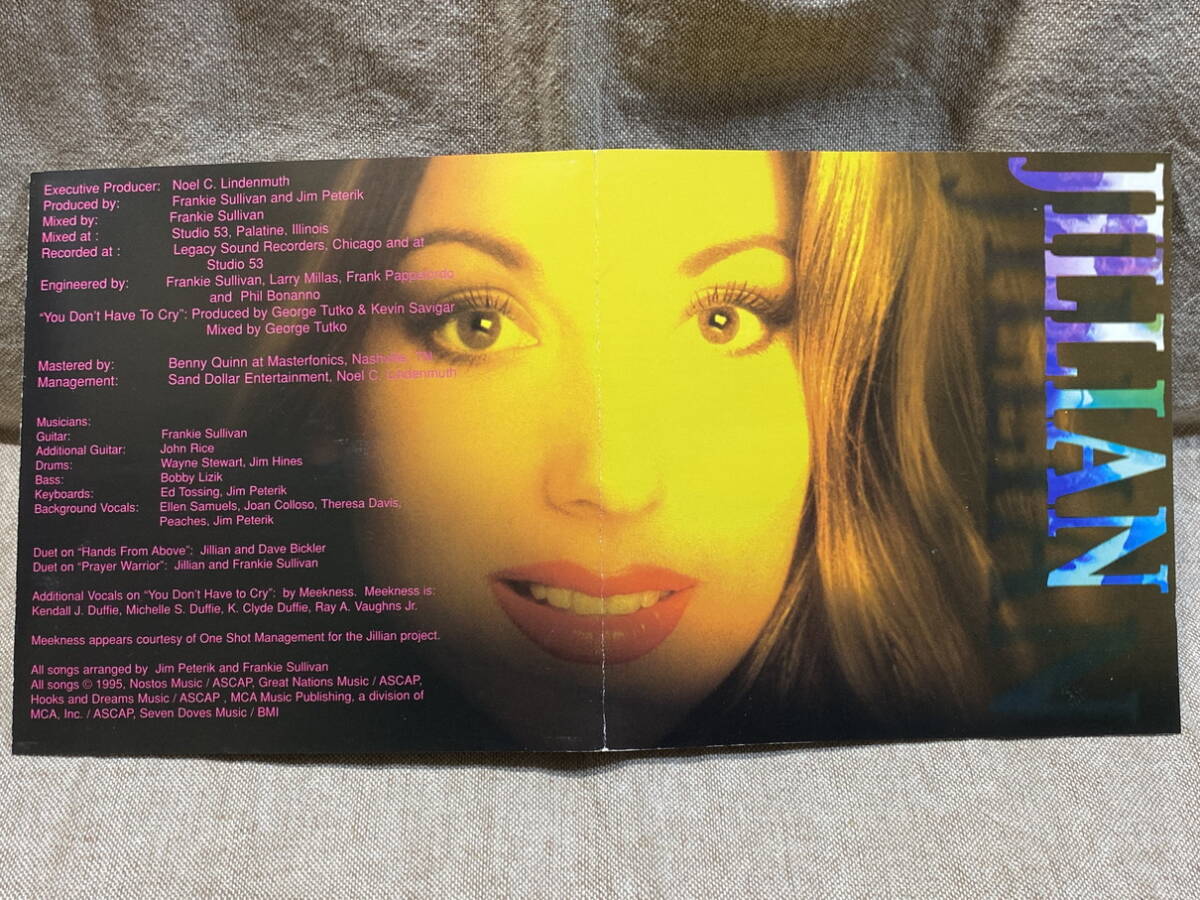 Executive Producer: Noel C. Lindenmuth
Produced by: Frankie Sullivan and Jim Peterik
Mixed by: Frankie Sullivan
Mixed at : Studio 53, Palatine, Illinois
Recorded at : Legacy Sound Recorders, Chicago and at
Studio 53
Engineered by: Frankie Sullivan, Larry Millas, Frank Pappalardo
and Phil Bonanno
"You Don't Have To Cry": Produced by George Tutko & Kevin Savigar
Mixed by George Tutko
Mastered by: Benny Quinn at Masterfonics, Nashville, TN
Management: Sand Dollar Entertainment, Noel C. Lindenmuth
Musicians:
Guitar: Frankie Sullivan
Additional Guitar: John Rice
Drums: Wayne Stewart, Jim Hines
Bass: Bobby Lizik
Keyboards: Ed Tossing, Jim Peterik
Background Vocals: Ellen Samuels, Joan Colloso, Theresa Davis,
Peaches, Jim Peterik
Duet on "Hands From Above": Jillian and Dave Bickler
Duet on "Prayer Warrior": Jillian and Frankie Sullivan
Additional Vocals on "You Don't Have to Cry": by Meekness. Meekness is:
Kendall J. Duffie, Michelle S. Duffie, K. Clyde Duffie, Ray A. Vaughns Jr.
Meekness appears courtesy of One Shot Management for the Jillian project.
All songs arranged by Jim Peterik and Frankie Sullivan
All songs © 1995, Nostos Music / ASCAP, Great Nations Music / ASCAP,
Hooks and Dreams Music / ASCAP , MCA Music Publishing, a division of
MCA, Inc. / ASCAP, Seven Doves Music / BMI
JILLIAN